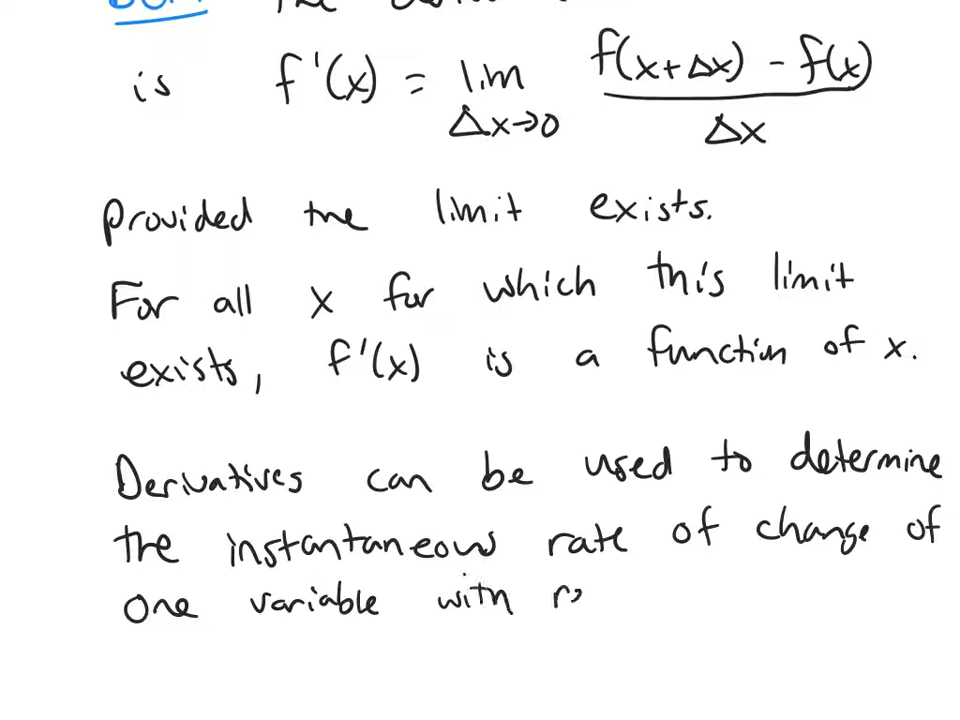 is f'(x) = lim Δx→0 f(x+Δx) - f(x) / Δx
provided the limit exists.
For all x for which this limit
exists, f'(x) is a function of x.
Derivatives can be used to determine
the instantaneous rate of change of
one variable with